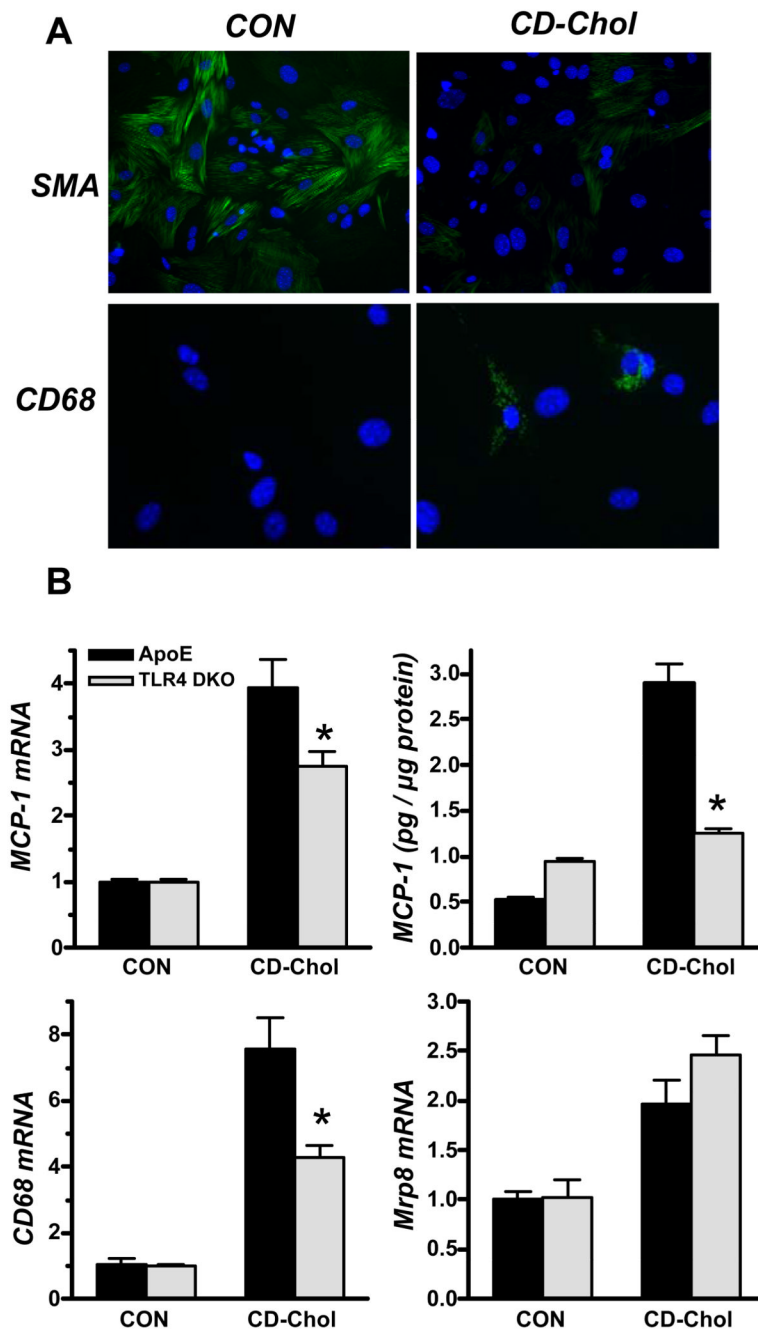 A
CON
CD-Chol
SMA
CD68
B
ApoE
TLR4 DKO
MCP-1 mRNA
4
3
2
1
0
*
CON
CD-Chol
MCP-1 (pg / µg protein)
3.0
2.5
2.0
1.5
1.0
0.5
0.0
*
CON
CD-Chol
CD68 mRNA
8
6
4
2
0
*
CON
CD-Chol
Mrp8 mRNA
3.0
2.5
2.0
1.5
1.0
0.5
0.0
CON
CD-Chol